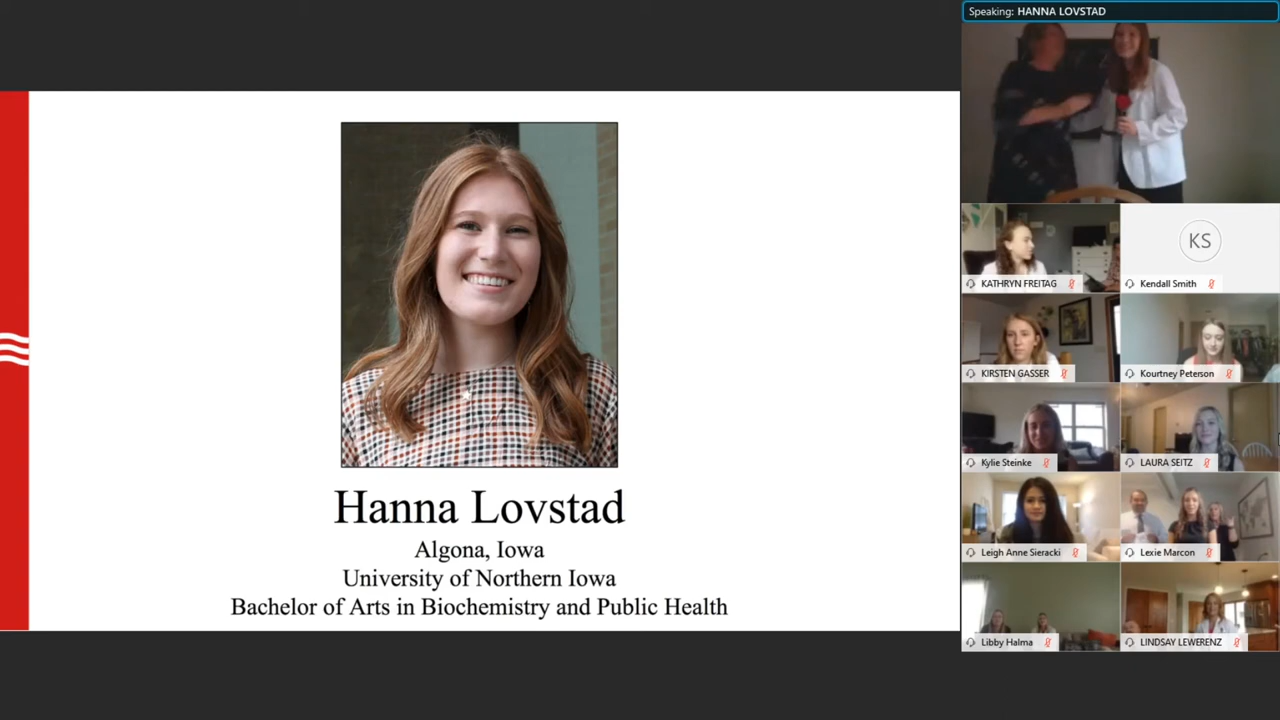 Speaking: HANNA LOVSTAD
KATHRYN FREITAG
KS
Kendall Smith
KIRSTEN GASSER
Kourtney Peterson
Kylie Steinke
LAURA SEITZ
Leigh Anne Sieracki
Lexie Marcon
Libby Halma
LINDSAY LEWERENZ
Hanna Lovstad
Algona, Iowa
University of Northern Iowa
Bachelor of Arts in Biochemistry and Public Health